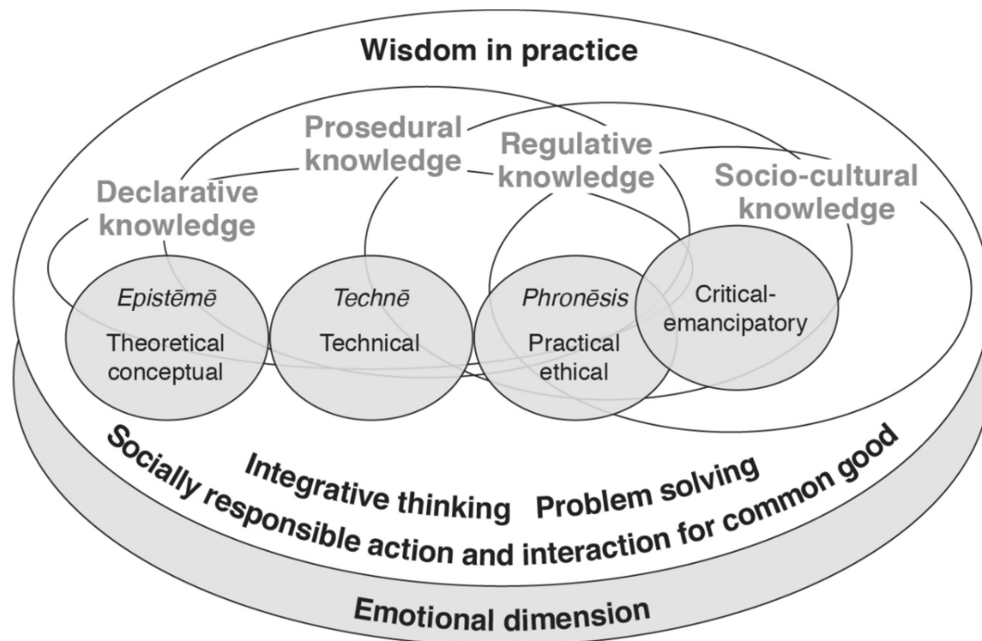 Wisdom in practice
Prosedural
knowledge
Regulative
knowledge
Declarative
knowledge
Socio-cultural
knowledge
Epistēmē
Theoretical
conceptual
Technē
Technical
Phronēsis
Practical
ethical
Critical-
emancipatory
Integrative thinking
Problem solving
Socially responsible action and interaction for common good
Emotional dimension